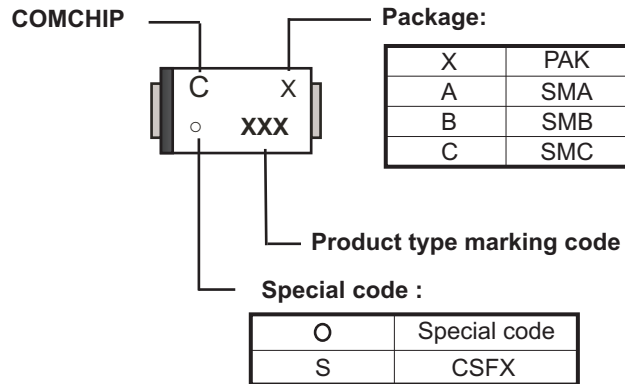 COMCHIP
Package:
C X
○ XXX
X PAK
A SMA
B SMB
C SMC
Product type marking code
Special code :
O Special code
S CSFX